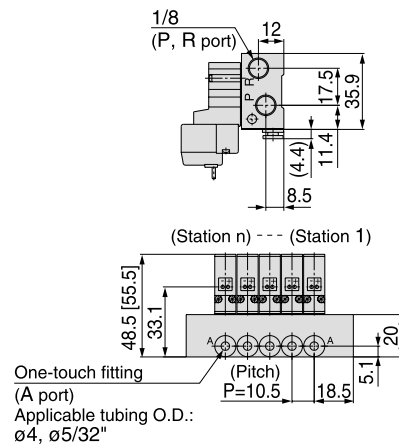 1/8
(P, R port)
12
R
P
17.5
35.9
11.4
(4.4)
8.5
(Station n) --- (Station 1)
48.5 [55.5]
33.1
A
A
20
5.1
One-touch fitting
(A port)
Applicable tubing O.D.:
ø4, ø5/32"
(Pitch)
P=10.5
18.5